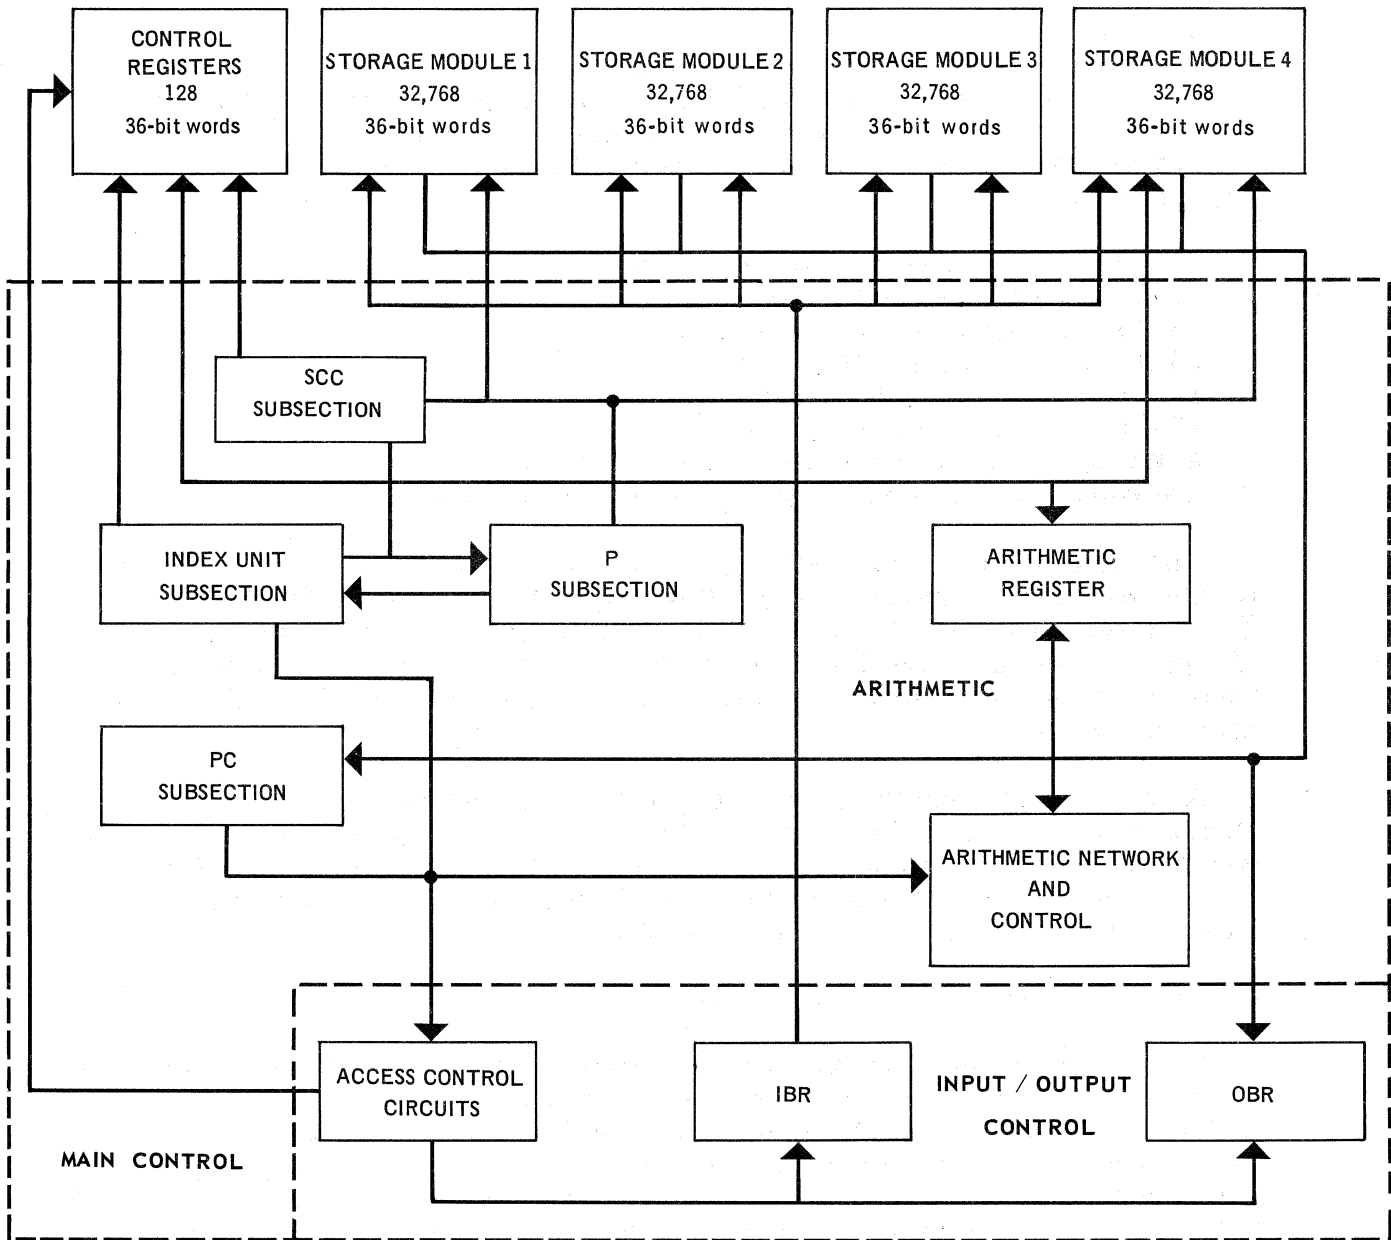 CONTROL
REGISTERS
128
36-bit words
STORAGE MODULE 1
32,768
36-bit words
STORAGE MODULE 2
32,768
36-bit words
STORAGE MODULE 3
32,768
36-bit words
STORAGE MODULE 4
32,768
36-bit words
SCC
SUBSECTION
INDEX UNIT
SUBSECTION
P
SUBSECTION
ARITHMETIC
REGISTER
ARITHMETIC
PC
SUBSECTION
ARITHMETIC NETWORK
AND
CONTROL
ACCESS CONTROL
CIRCUITS
IBR
INPUT / OUTPUT
CONTROL
OBR
MAIN CONTROL